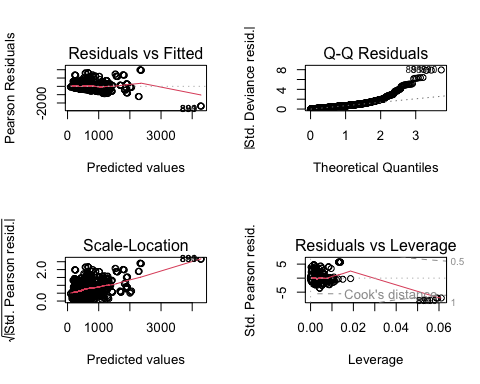 Residuals vs Fitted
Pearson Residuals
-2000
0 1000 3000
Predicted values
893
Q-Q Residuals
|Std. Deviance resid.|
0 4 8
0 1 2 3
Theoretical Quantiles
Scale-Location
√|Std. Pearson resid.|
0.0 1.0 2.0
0 1000 3000
Predicted values
Residuals vs Leverage
Std. Pearson resid.
-5 5
0.00 0.02 0.04 0.06
Leverage
Cook's distance
0.5
1